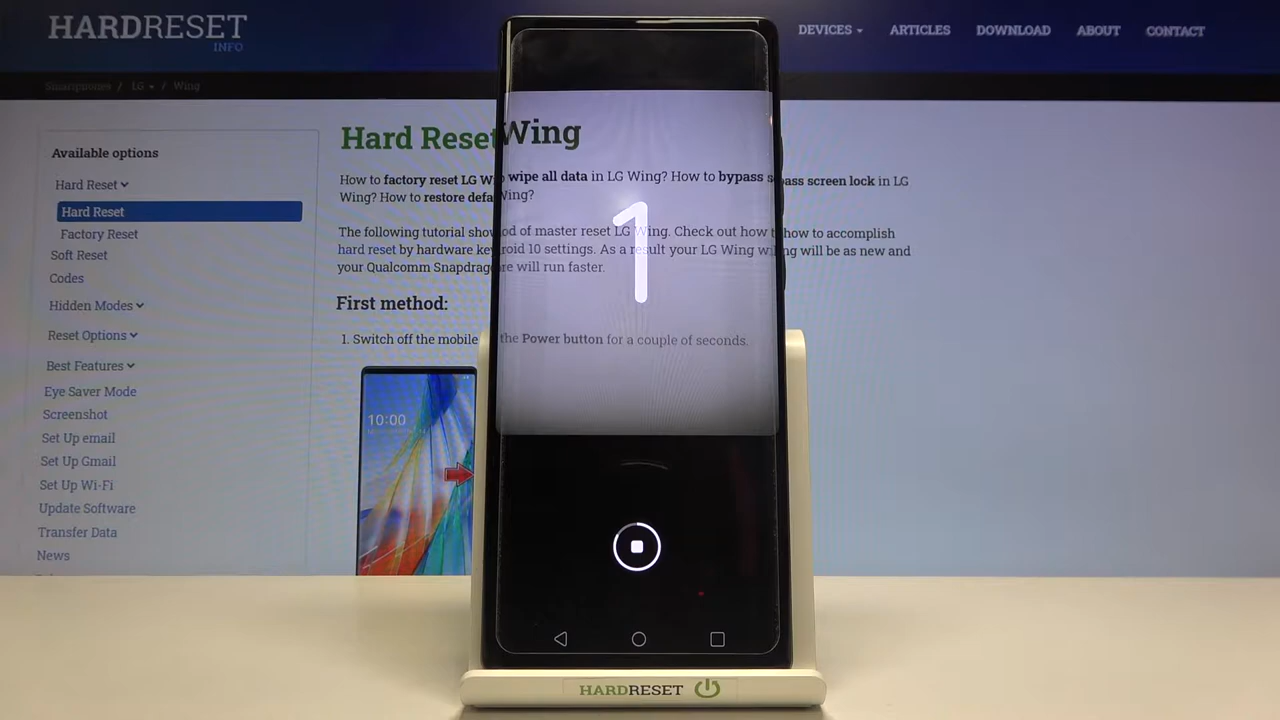 HARDRESET
INFO
DEVICES ARTICLES DOWNLOAD ABOUT CONTACT
Smartphones / LG / Wing
Available options
Hard Reset
Hard Reset
Factory Reset
Soft Reset
Codes
Hidden Modes
Reset Options
Best Features
Eye Saver Mode
Screenshot
Set Up email
Set Up Gmail
Set Up Wi-Fi
Update Software
Transfer Data
News
Hard Reset Wing
How to factory reset LG W wipe all data in LG Wing? How to bypass s pass screen lock in LG
Wing? How to restore defa Wing?
The following tutorial shov od of master reset LG Wing. Check out how t how to accomplish
hard reset by hardware key roid 10 settings. As a result your LG Wing wi ng will be as new and
your Qualcomm Snapdrag re will run faster.
First method:
1. Switch off the mobile the Power button for a couple of seconds.
10:00
1
HARDRESET